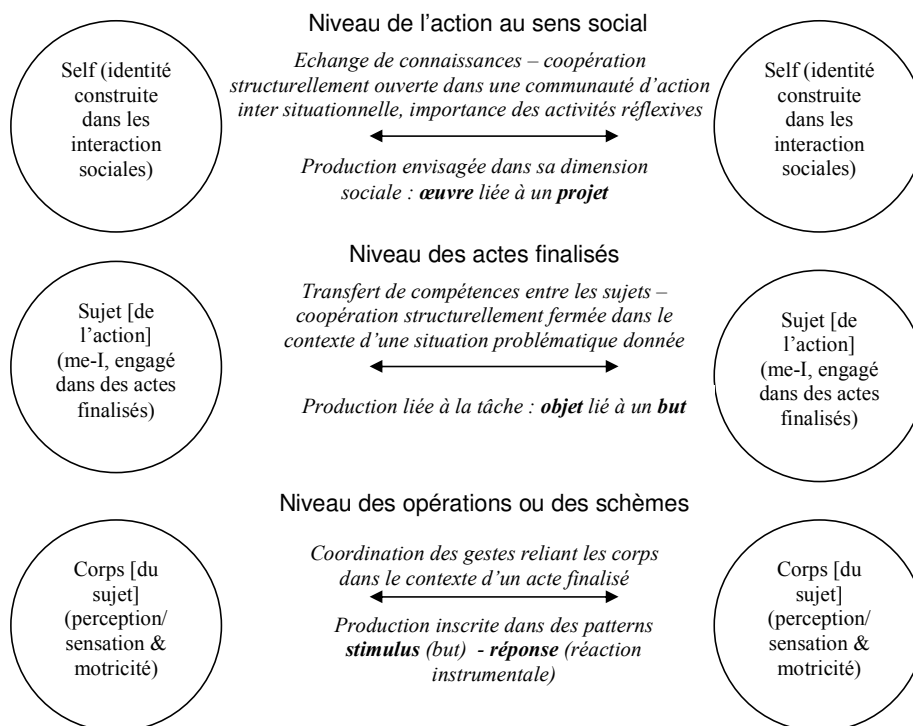 Niveau de l'action au sens social
Self (identité
construite
dans les
interaction
sociales)
Echange de connaissances – coopération
structurellement ouverte dans une communauté d'action
inter situationnelle, importance des activités réflexives
Production envisagée dans sa dimension
sociale : œuvre liée à un projet
Self (identité
construite
dans les
interaction
sociales)
Niveau des actes finalisés
Sujet [de
l'action]
(me-I, engagé
dans des actes
finalisés)
Transfert de compétences entre les sujets –
coopération structurellement fermée dans le
contexte d'une situation problématique donnée
Production liée à la tâche : objet lié à un but
Sujet [de
l'action]
(me-I, engagé
dans des actes
finalisés)
Niveau des opérations ou des schèmes
Corps [du
sujet]
(perception/
sensation &
motricité)
Coordination des gestes reliant les corps
dans le contexte d'un acte finalisé
Production inscrite dans des patterns
stimulus (but) - réponse (réaction
instrumentale)
Corps [du
sujet]
(perception/
sensation &
motricité)